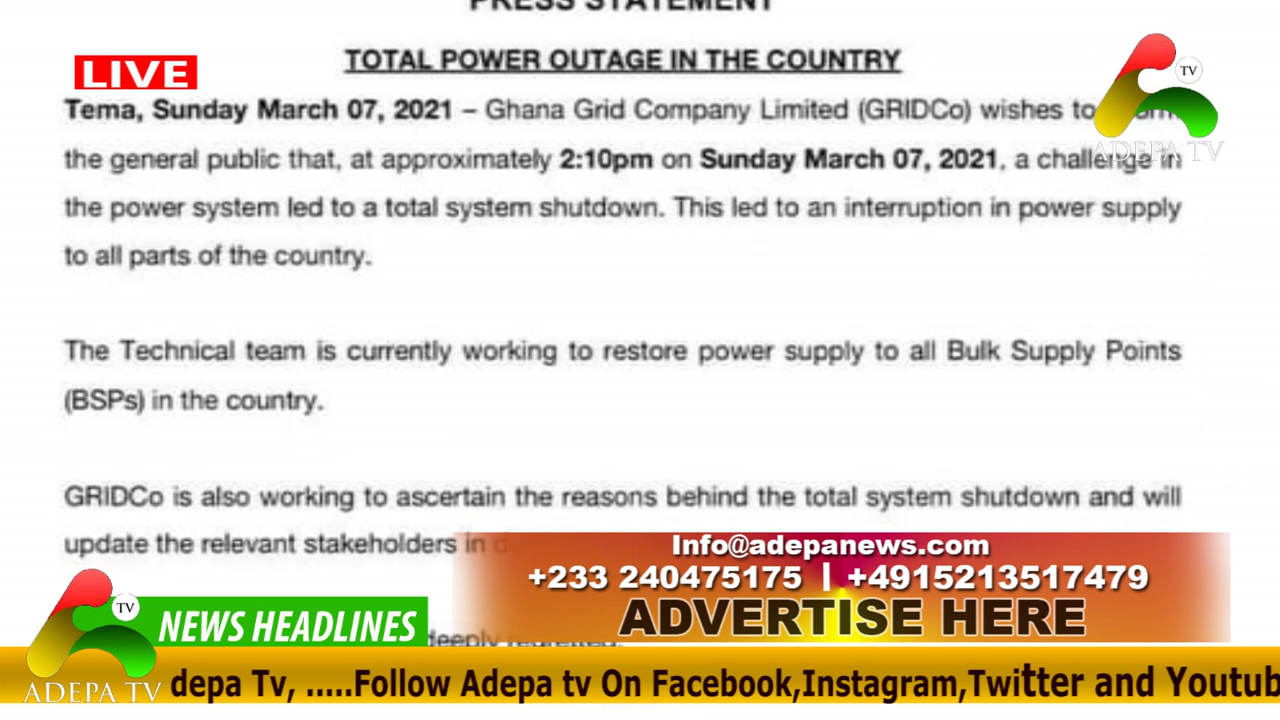 PRESS STATEMENT
TOTAL POWER OUTAGE IN THE COUNTRY
LIVE
TV
ADEPA TV
Tema, Sunday March 07, 2021 – Ghana Grid Company Limited (GRIDCo) wishes to
the general public that, at approximately 2:10pm on Sunday March 07, 2021, a challenge in
the power system led to a total system shutdown. This led to an interruption in power supply
to all parts of the country.
The Technical team is currently working to restore power supply to all Bulk Supply Points
(BSPs) in the country.
GRIDCo is also working to ascertain the reasons behind the total system shutdown and will
update the relevant stakeholders in
Info@adepanews.com
+233 240475175 | +4915213517479
ADVERTISE HERE
deeply regretted.
TV
NEWS HEADLINES
ADEPA TV
depa Tv, .....Follow Adepa tv On Facebook,Instagram,Twitter and Youtub